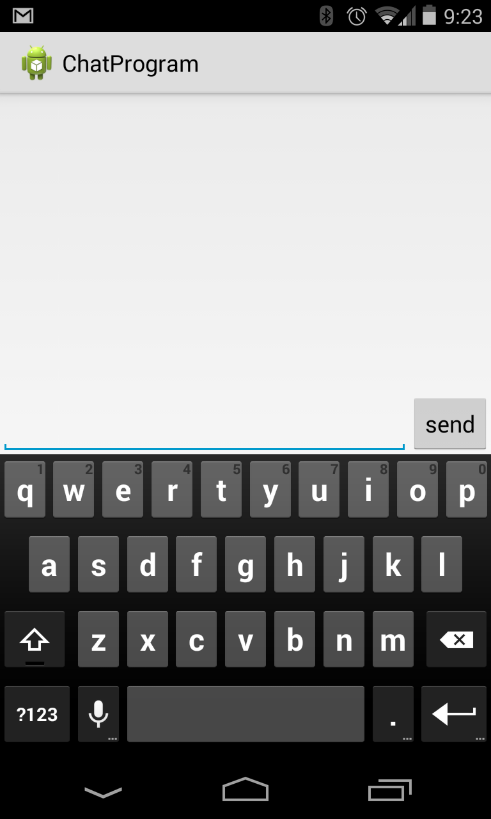 9:23
ChatProgram
send
1 2 3 4 5 6 7 8 9 0
q w e r t y u i o p
a s d f g h j k l
z x c v b n m
?123 ... . ... ...